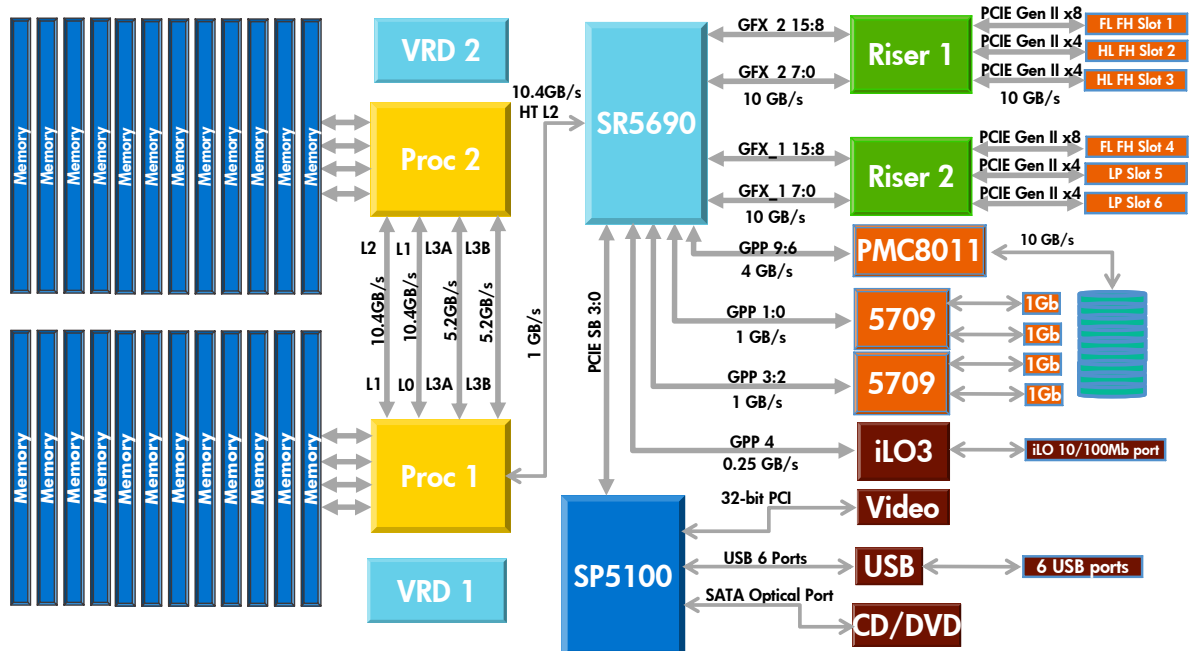 Memory
Memory
Memory
Memory
Memory
Memory
Memory
Memory
Memory
Memory
Memory
Memory
VRD 2
Proc 2
10.4GB/s
HT L2
L2
L1
L3A
L3B
10.4GB/s
10.4GB/s
5.2GB/s
5.2GB/s
1 GB/s
L1
L0
L3A
L3B
Memory
Memory
Memory
Memory
Memory
Memory
Memory
Memory
Memory
Memory
Memory
Memory
Proc 1
VRD 1
SR5690
GFX_2 15:8
GFX_2 7:0
10 GB/s
Riser 1
PCIE Gen II x8
FL FH Slot 1
PCIE Gen II x4
HL FH Slot 2
PCIE Gen II x4
HL FH Slot 3
10 GB/s
GFX_1 15:8
GFX_1 7:0
10 GB/s
Riser 2
PCIE Gen II x8
FL FH Slot 4
PCIE Gen II x4
LP Slot 5
PCIE Gen II x4
LP Slot 6
GPP 9:6
4 GB/s
PMC8011
10 GB/s
PCIE SB 3:0
GPP 1:0
1 GB/s
5709
1Gb
1Gb
GPP 3:2
1 GB/s
5709
1Gb
1Gb
GPP 4
0.25 GB/s
iLO3
iLO 10/100Mb port
SP5100
32-bit PCI
Video
USB 6 Ports
USB
6 USB ports
SATA Optical Port
CD/DVD